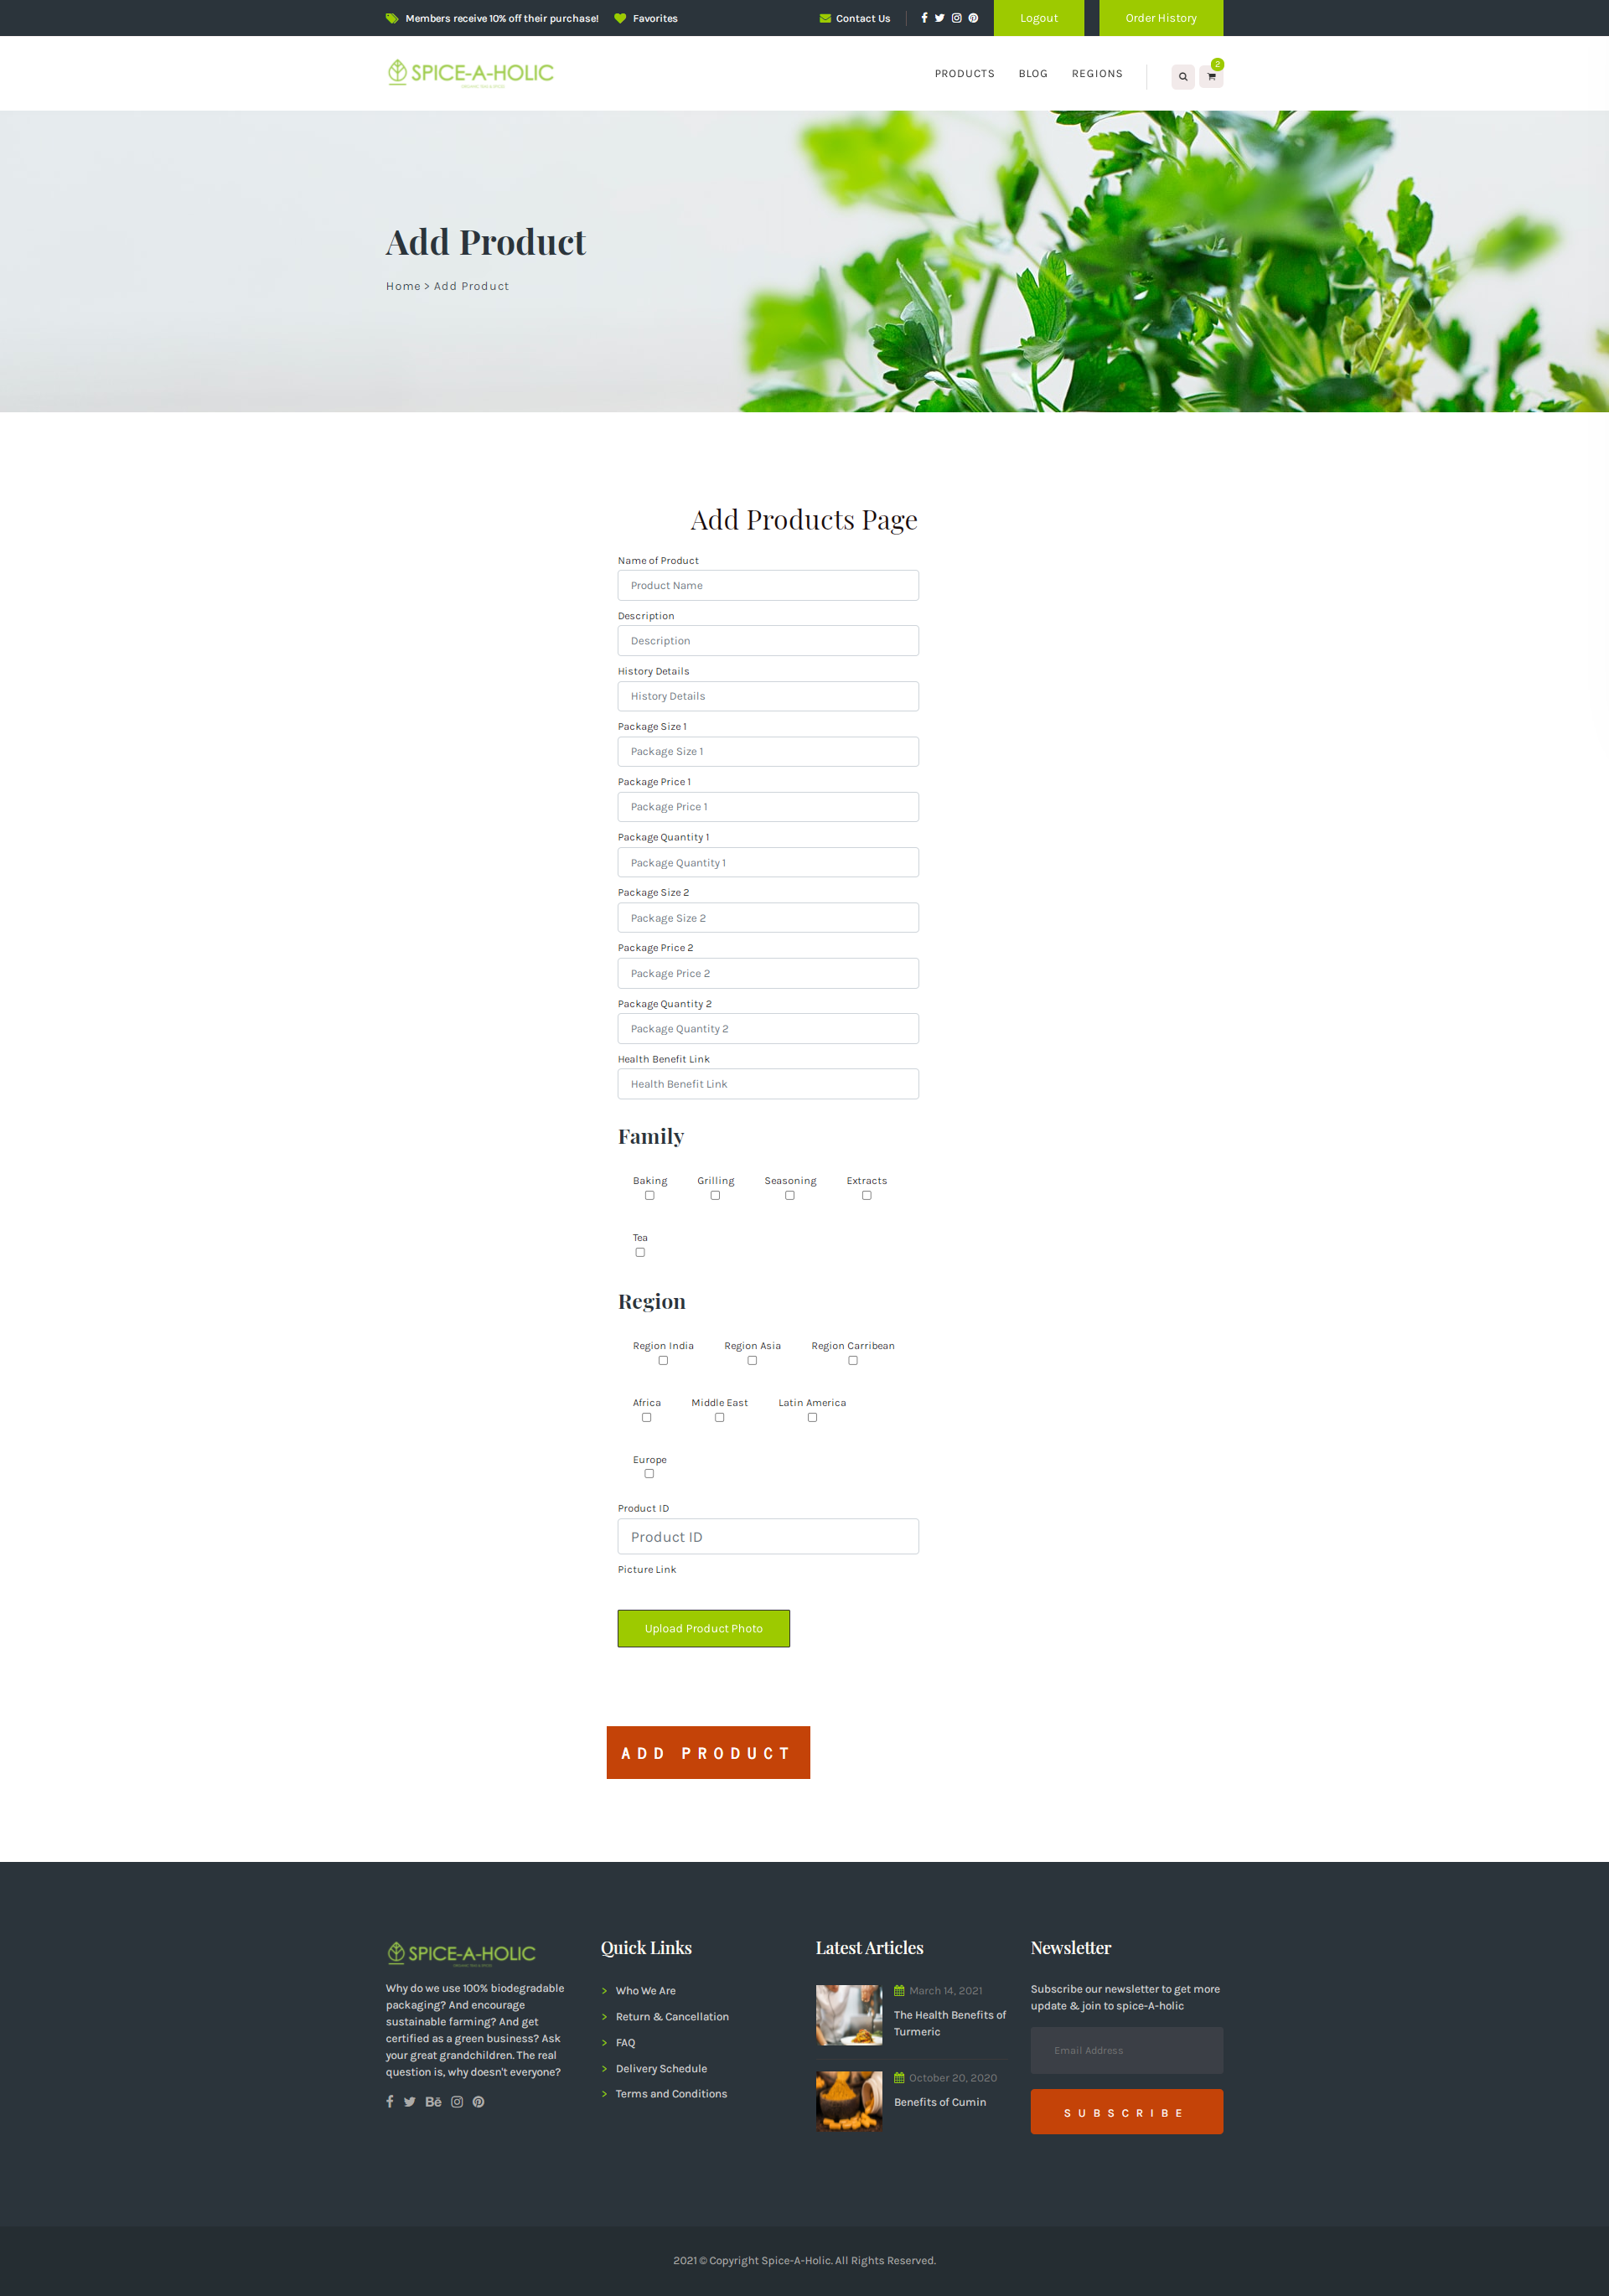 Members receive 10% off their purchase! Favorites Contact Us Logout Order History
SPICE-A-HOLIC
PRODUCTS BLOG REGIONS 2
Add Product
Home > Add Product
Add Products Page
Name of Product
Product Name
Description
Description
History Details
History Details
Package Size 1
Package Size 1
Package Price 1
Package Price 1
Package Quantity 1
Package Quantity 1
Package Size 2
Package Size 2
Package Price 2
Package Price 2
Package Quantity 2
Package Quantity 2
Health Benefit Link
Health Benefit Link
Family
Baking Grilling Seasoning Extracts
Tea
Region
Region India Region Asia Region Carribean
Africa Middle East Latin America
Europe
Product ID
Product ID
Picture Link
Upload Product Photo
ADD PRODUCT
SPICE-A-HOLIC
Why do we use 100% biodegradable
packaging? And encourage
sustainable farming? And get
certified as a green business? Ask
your great grandchildren. The real
question is, why doesn't everyone?
Quick Links
> Who We Are
> Return & Cancellation
> FAQ
> Delivery Schedule
> Terms and Conditions
Latest Articles
March 14, 2021
The Health Benefits of
Turmeric
October 20, 2020
Benefits of Cumin
Newsletter
Subscribe our newsletter to get more
update & join to spice-A-holic
Email Address
SUBSCRIBE
2021 © Copyright Spice-A-Holic. All Rights Reserved.